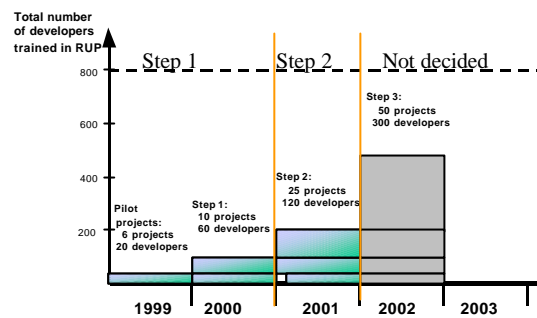 Total number
of developers
trained in RUP
Step 1
Step 2
Not decided
800
600
400
200
Step 3:
50 projects
300 developers
Step 2:
25 projects
120 developers
Step 1:
10 projects
60 developers
Pilot
projects:
6 projects
20 developers
1999
2000
2001
2002
2003